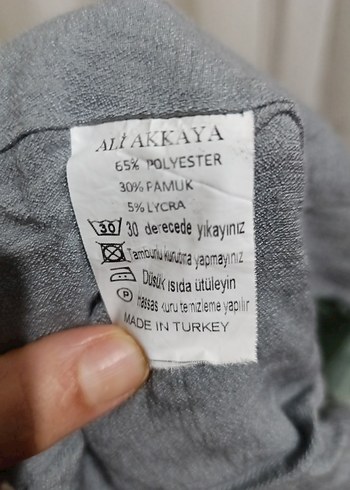 ALİ AKKAYA
65% POLYESTER
30% PAMUK
5% LYCRA
30 30 derecede yıkayınız
Tamburlu kurutma yapmayınız
Düşük ısıda ütüleyin
P hassas kuru temizleme yapılır
MADE IN TURKEY